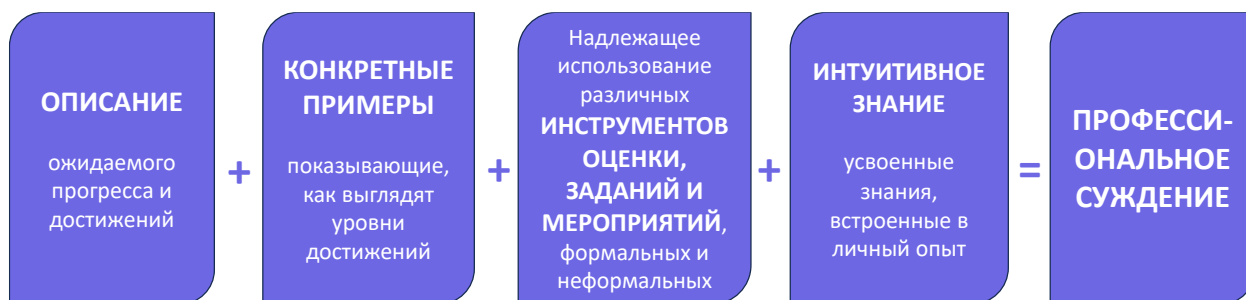 ОПИСАНИЕ
ожидаемого
прогресса и
достижений
+
КОНКРЕТНЫЕ
ПРИМЕРЫ
показывающие,
как выглядят
уровни
достижений
+
Надлежащее
использование
различных
ИНСТРУМЕНТОВ
ОЦЕНКИ,
ЗАДАНИЙ И
МЕРОПРИЯТИЙ,
формальных и
неформальных
+
ИНТУИТИВНОЕ
ЗНАНИЕ
усвоенные
знания,
встроенные в
личный опыт
=
ПРОФЕССИ-
ОНАЛЬНОЕ
СУЖДЕНИЕ